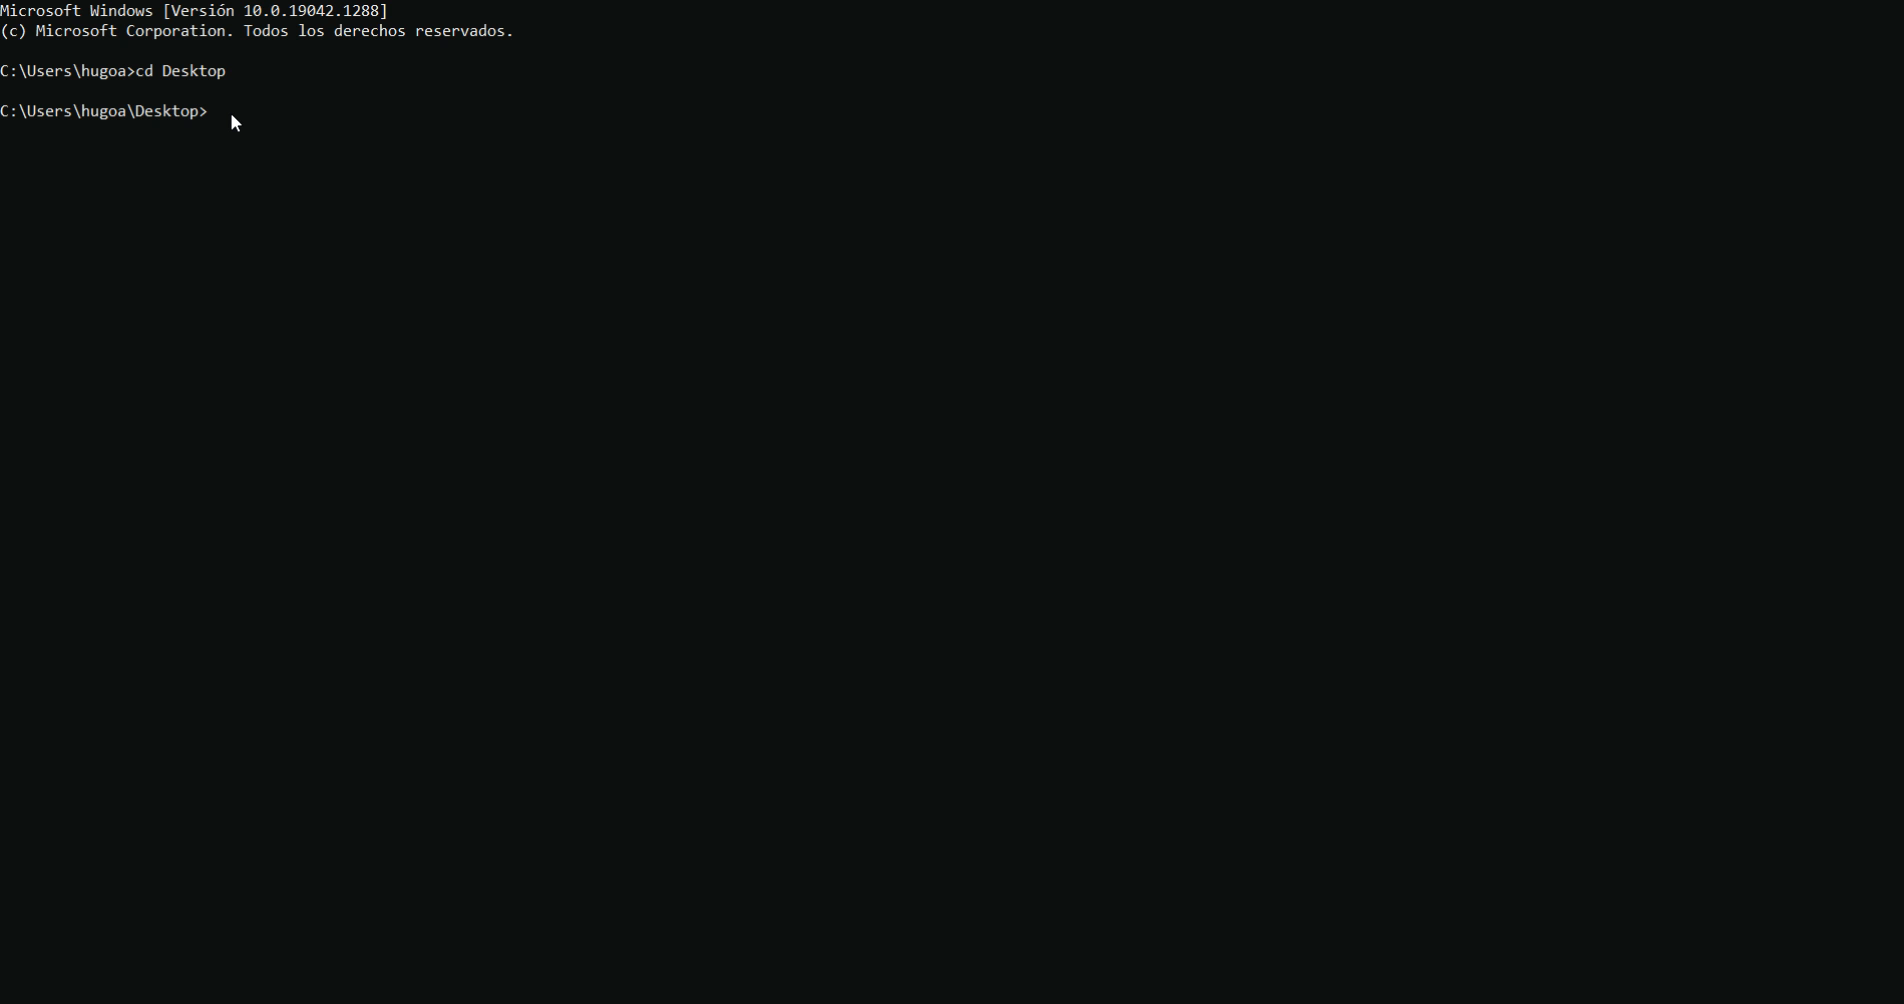 Microsoft Windows [Versión 10.0.19042.1288]
(c) Microsoft Corporation. Todos los derechos reservados.
C:\Users\hugoa>cd Desktop
C:\Users\hugoa\Desktop>